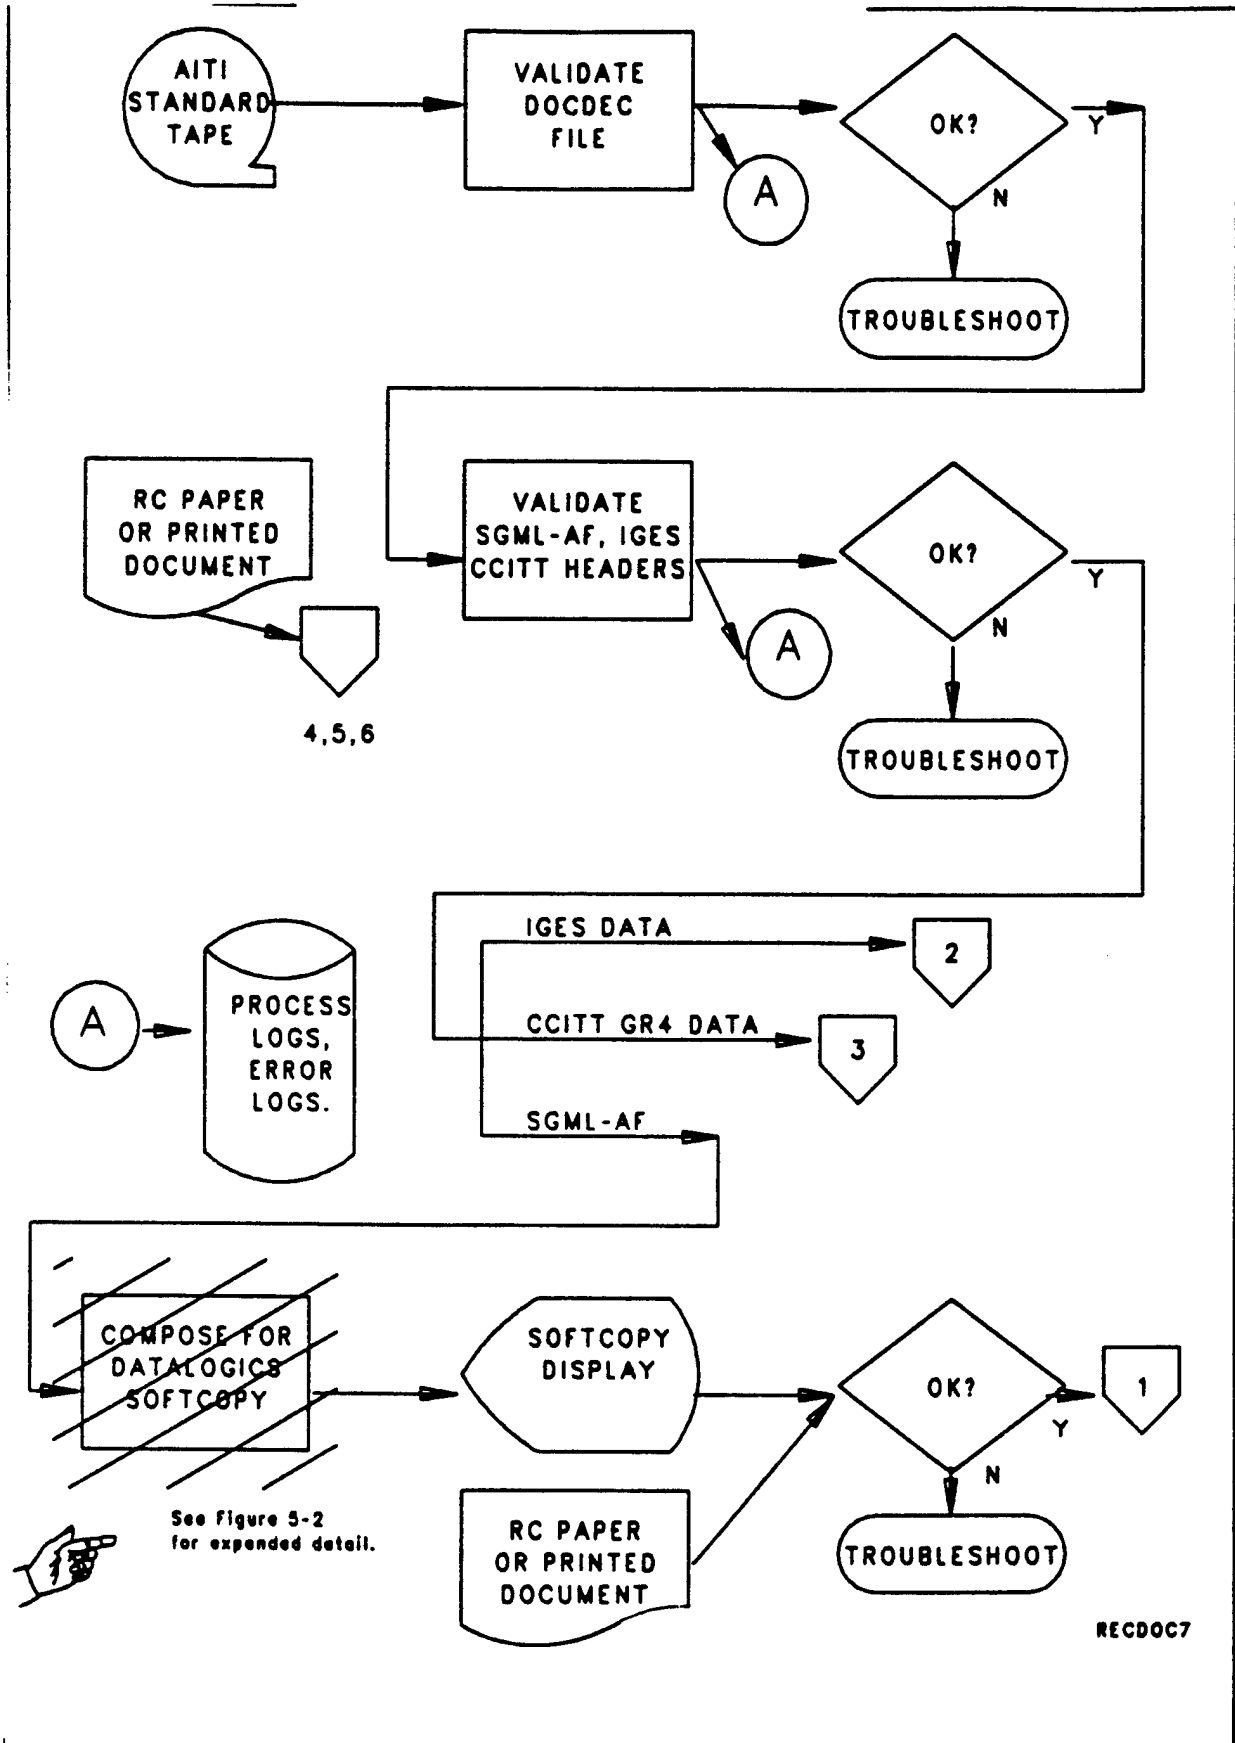 AITI
STANDARD
TAPE
VALIDATE
DOCDEC
FILE
OK?
Y
A
N
TROUBLESHOOT
RC PAPER
OR PRINTED
DOCUMENT
VALIDATE
SGML-AF, IGES
CCITT HEADERS
OK?
Y
N
A
4,5,6
TROUBLESHOOT
IGES DATA
2
A
PROCESS
LOGS,
ERROR
LOGS.
CCITT GR4 DATA
3
SGML-AF
COMPOSE FOR
DATALOGICS
SOFTCOPY
SOFTCOPY
DISPLAY
OK?
Y
1
N
See Figure 5-2
for expanded detail.
RC PAPER
OR PRINTED
DOCUMENT
TROUBLESHOOT
RECDOC7